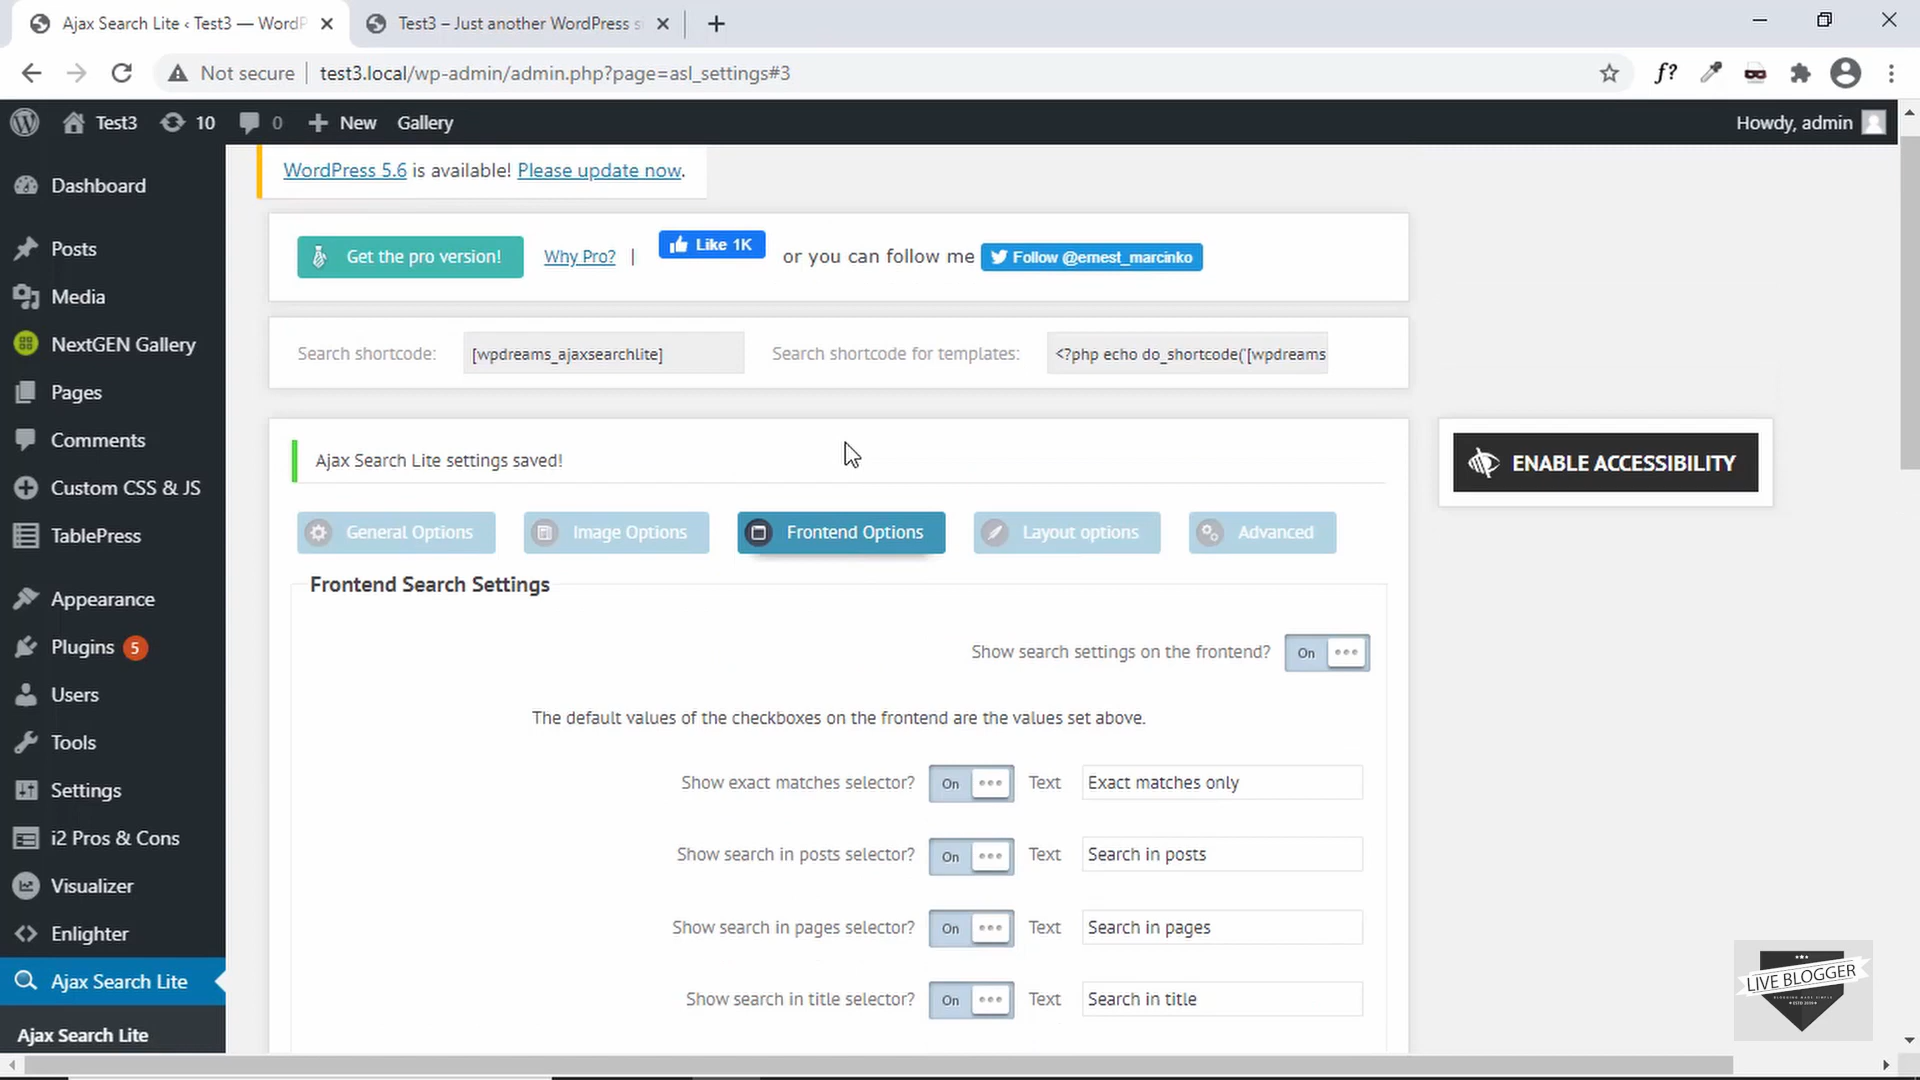 Ajax Search Lite ‹ Test3 — WordP
Test3 – Just another WordPress s
Not secure
test3.local/wp-admin/admin.php?page=asl_settings#3
f?
Test3
10
0
New
Gallery
Howdy, admin
Dashboard
Posts
Media
NextGEN Gallery
Pages
Comments
Custom CSS & JS
TablePress
Appearance
Plugins 5
Users
Tools
Settings
i2 Pros & Cons
Visualizer
Enlighter
Ajax Search Lite
Ajax Search Lite
WordPress 5.6 is available! Please update now.
Get the pro version!
Why Pro? |
Like 1K
or you can follow me
Follow @ernest_marcinko
Search shortcode:
[wpdreams_ajaxsearchlite]
Search shortcode for templates:
<?php echo do_shortcode('[wpdreams
Ajax Search Lite settings saved!
ENABLE ACCESSIBILITY
General Options
Image Options
Frontend Options
Layout options
Advanced
Frontend Search Settings
Show search settings on the frontend? On
The default values of the checkboxes on the frontend are the values set above.
Show exact matches selector? On Text Exact matches only
Show search in posts selector? On Text Search in posts
Show search in pages selector? On Text Search in pages
Show search in title selector? On Text Search in title
LIVE BLOGGER